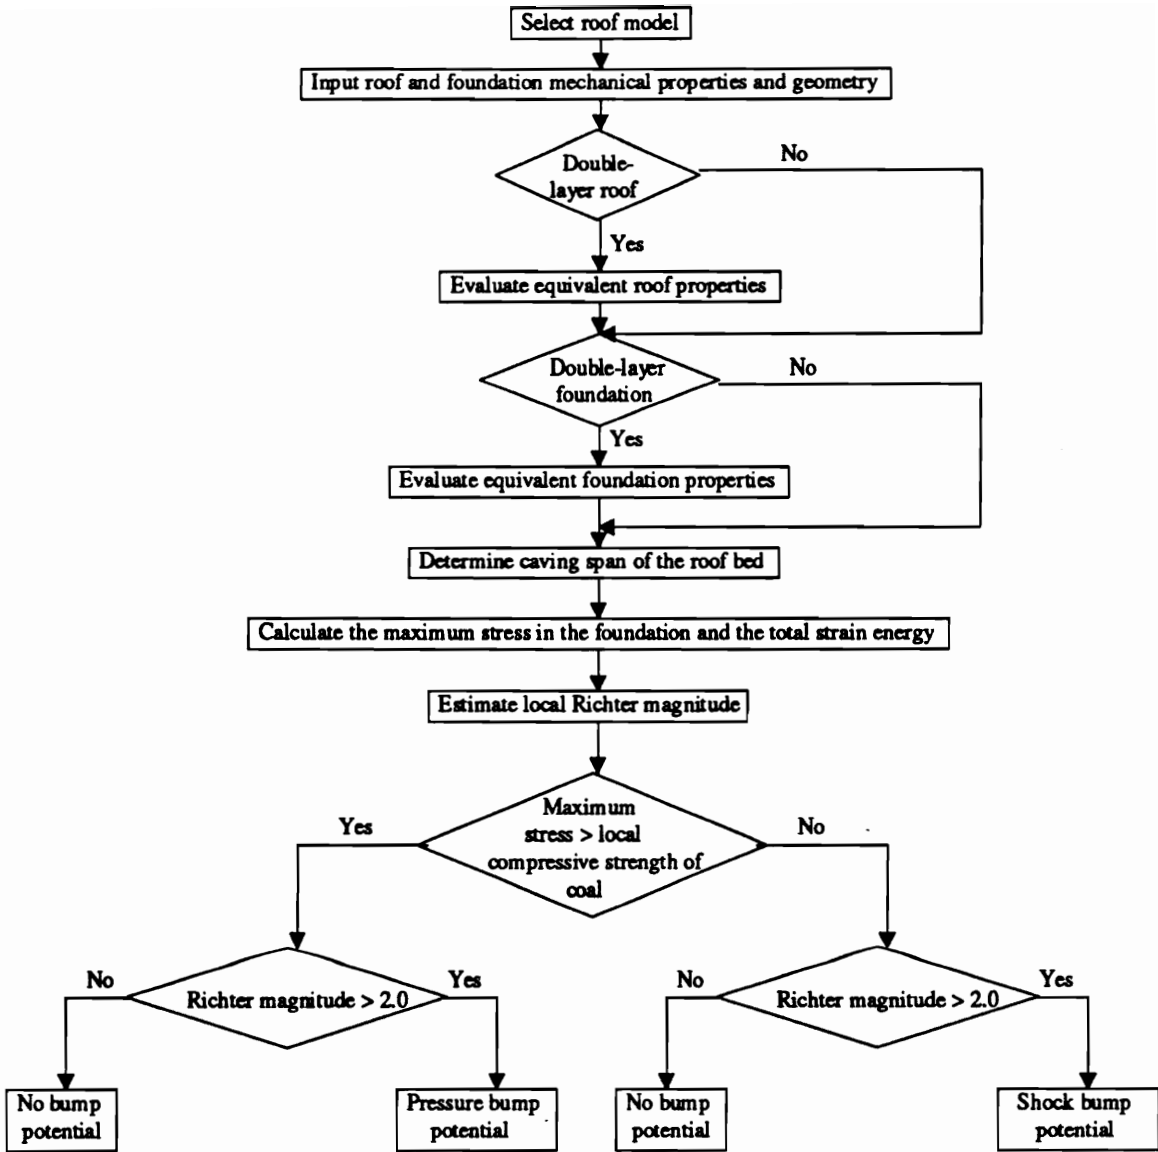 Select roof model
Input roof and foundation mechanical properties and geometry
Double-
layer roof
No
Yes
Evaluate equivalent roof properties
Double-layer
foundation
No
Yes
Evaluate equivalent foundation properties
Determine caving span of the roof bed
Calculate the maximum stress in the foundation and the total strain energy
Estimate local Richter magnitude
Maximum
stress > local
compressive strength of
coal
Yes
No
Richter magnitude > 2.0
No
Yes
Richter magnitude > 2.0
No
Yes
No bump
potential
Pressure bump
potential
No bump
potential
Shock bump
potential